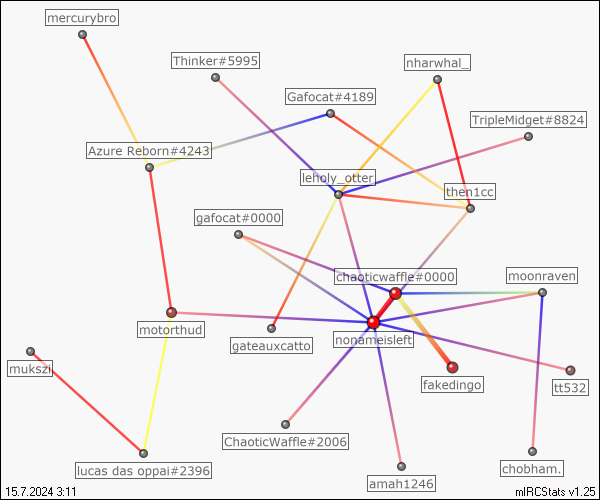 mercurybro
Thinker#5995
nharwhal_
Gafocat#4189
TripleMidget#8824
Azure Reborn#4243
leholy_otter
then1cc
gafocat#0000
chaoticwaffle#0000
moonraven
motorthud
nonameisleft
gateauxcatto
mukszi
fakedingo
tt532
ChaoticWaffle#2006
lucas das oppai#2396
chobham.
amah1246
15.7.2024 3:11
mIRCStats v1.25